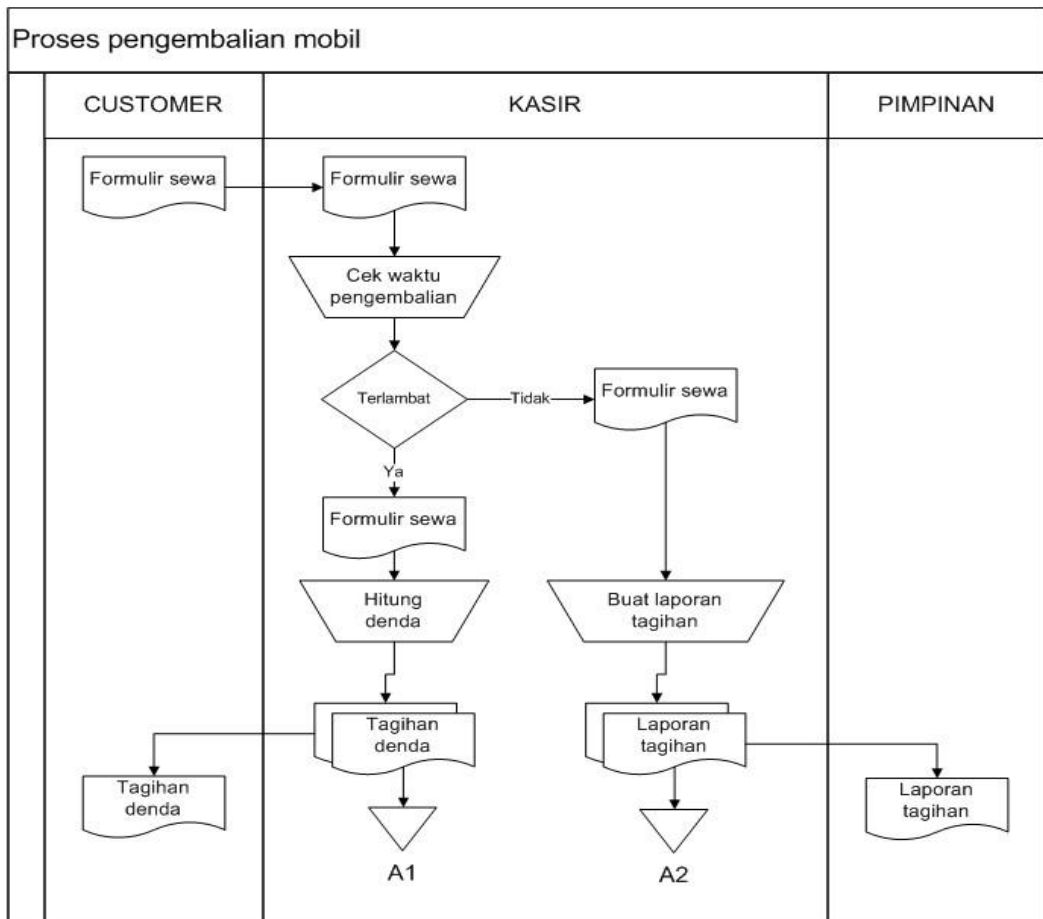 Proses pengembalian mobil
CUSTOMER
KASIR
PIMPINAN
Formulir sewa
Formulir sewa
Cek waktu
pengembalian
Terlambat
Tidak
Formulir sewa
Ya
Formulir sewa
Hitung
denda
Buat laporan
tagihan
Tagihan
denda
Laporan
tagihan
Tagihan
denda
Laporan
tagihan
A1
A2